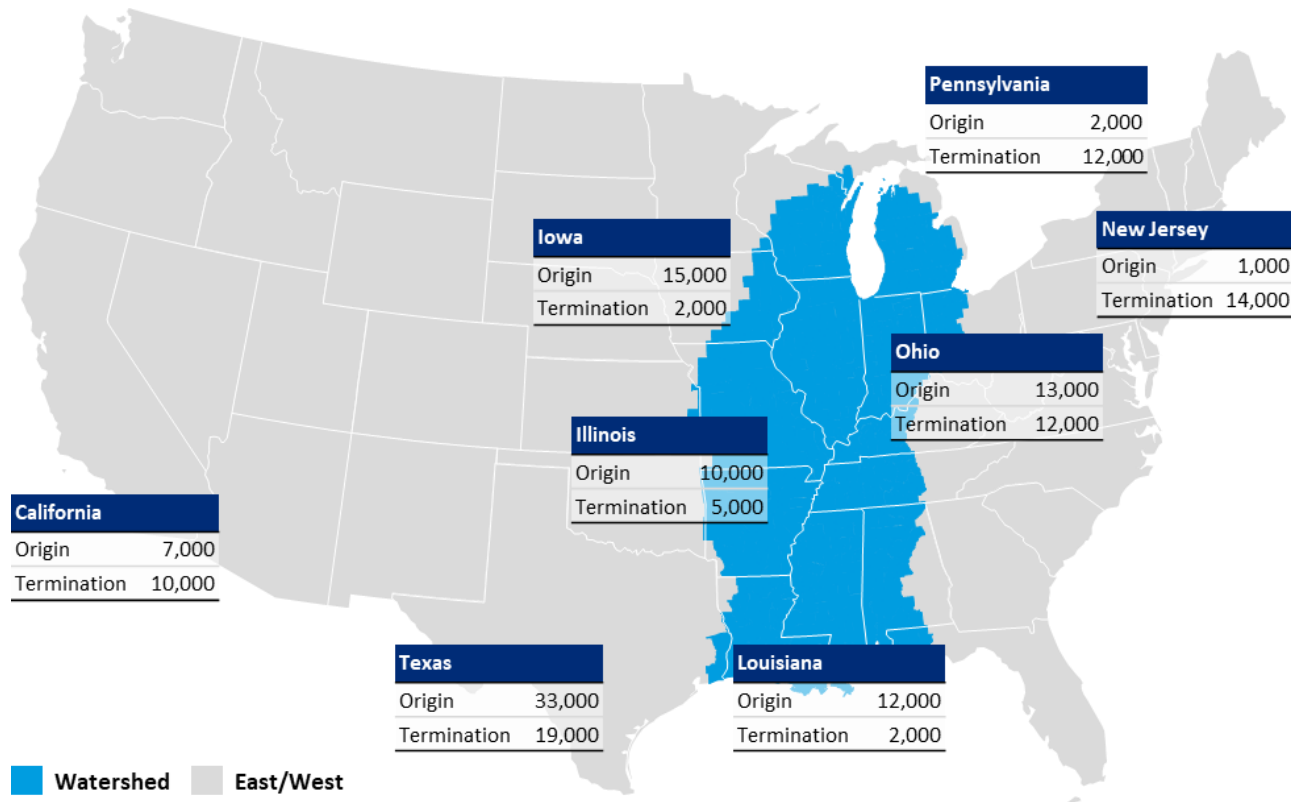 Pennsylvania
Origin 2,000
Termination 12,000
New Jersey
Origin 1,000
Termination 14,000
Iowa
Origin 15,000
Termination 2,000
Ohio
Origin 13,000
Termination 12,000
Illinois
Origin 10,000
Termination 5,000
California
Origin 7,000
Termination 10,000
Texas
Origin 33,000
Termination 19,000
Louisiana
Origin 12,000
Termination 2,000
Watershed East/West